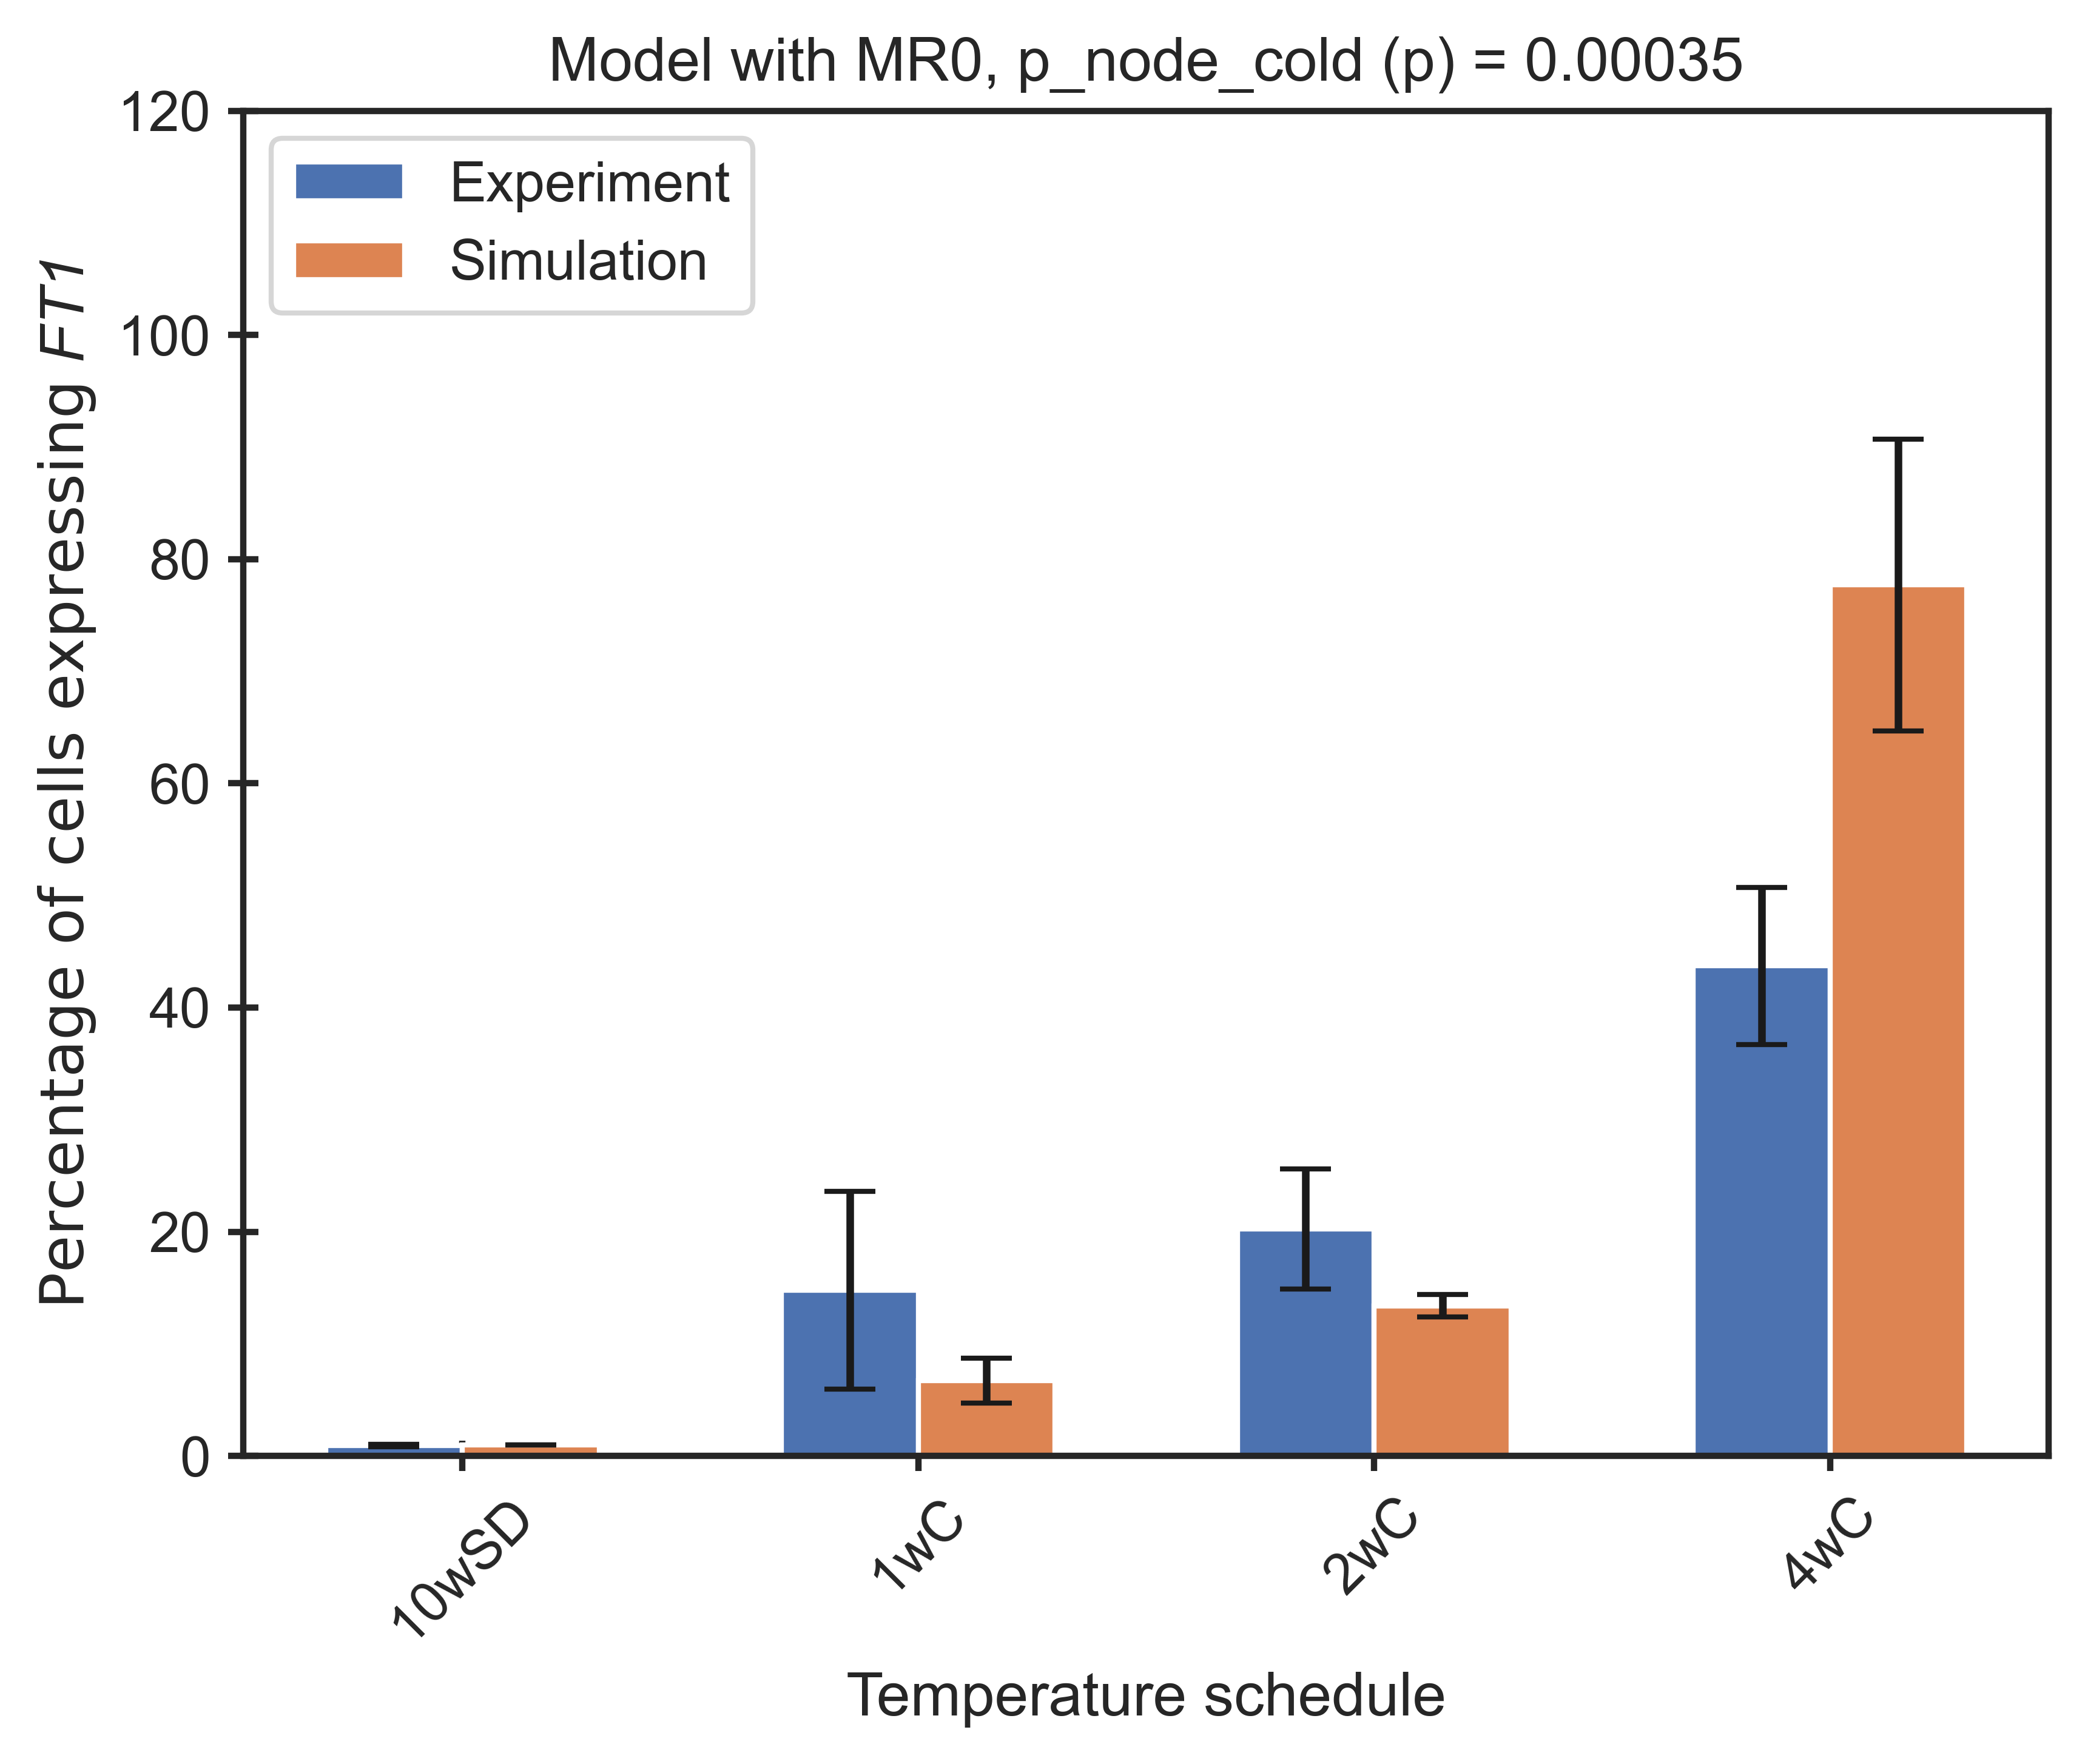 Model with MR0, p_node_cold (p) = 0.00035
Experiment
Simulation
Percentage of cells expressing FT1
120
100
80
60
40
20
0
10wSD
1wC
2wC
4wC
Temperature schedule